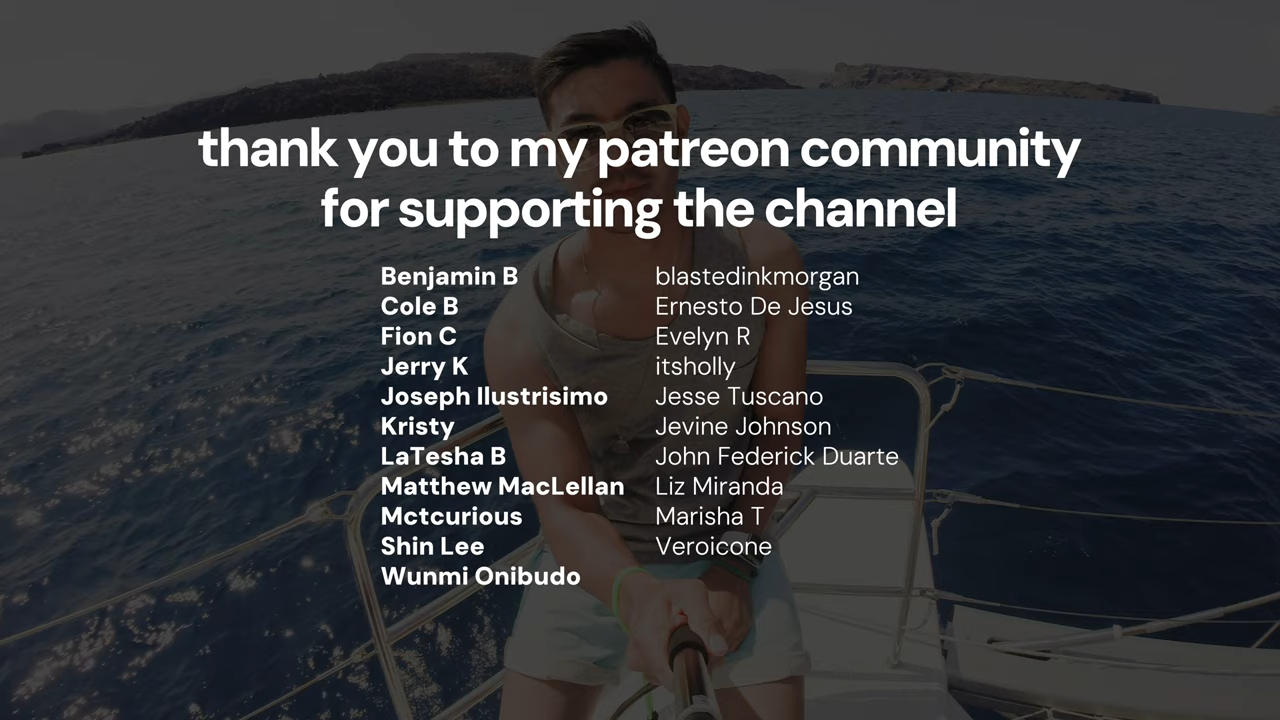 thank you to my patreon community
for supporting the channel
Benjamin B
Cole B
Fion C
Jerry K
Joseph Ilustrisimo
Kristy
LaTesha B
Matthew MacLellan
Mctcurious
Shin Lee
Wunmi Onibudo
blastedinkmorgan
Ernesto De Jesus
Evelyn R
itsholly
Jesse Tuscano
Jevine Johnson
John Federick Duarte
Liz Miranda
Marisha T
Veroicone